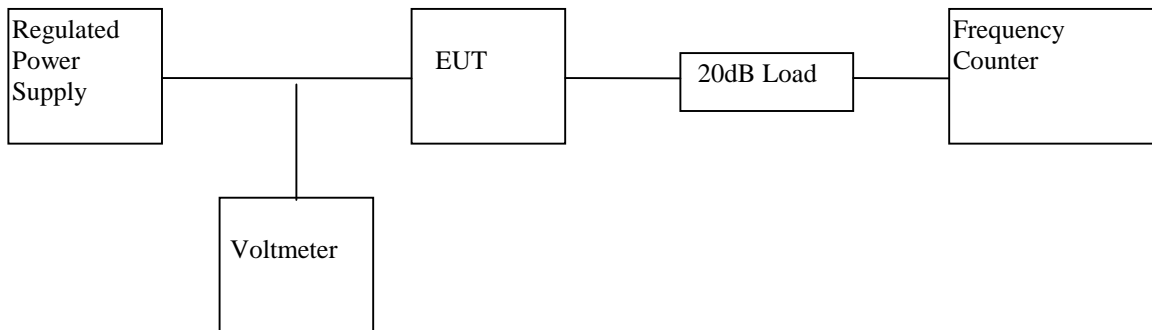 Regulated
Power
Supply
EUT
20dB Load
Frequency
Counter
Voltmeter